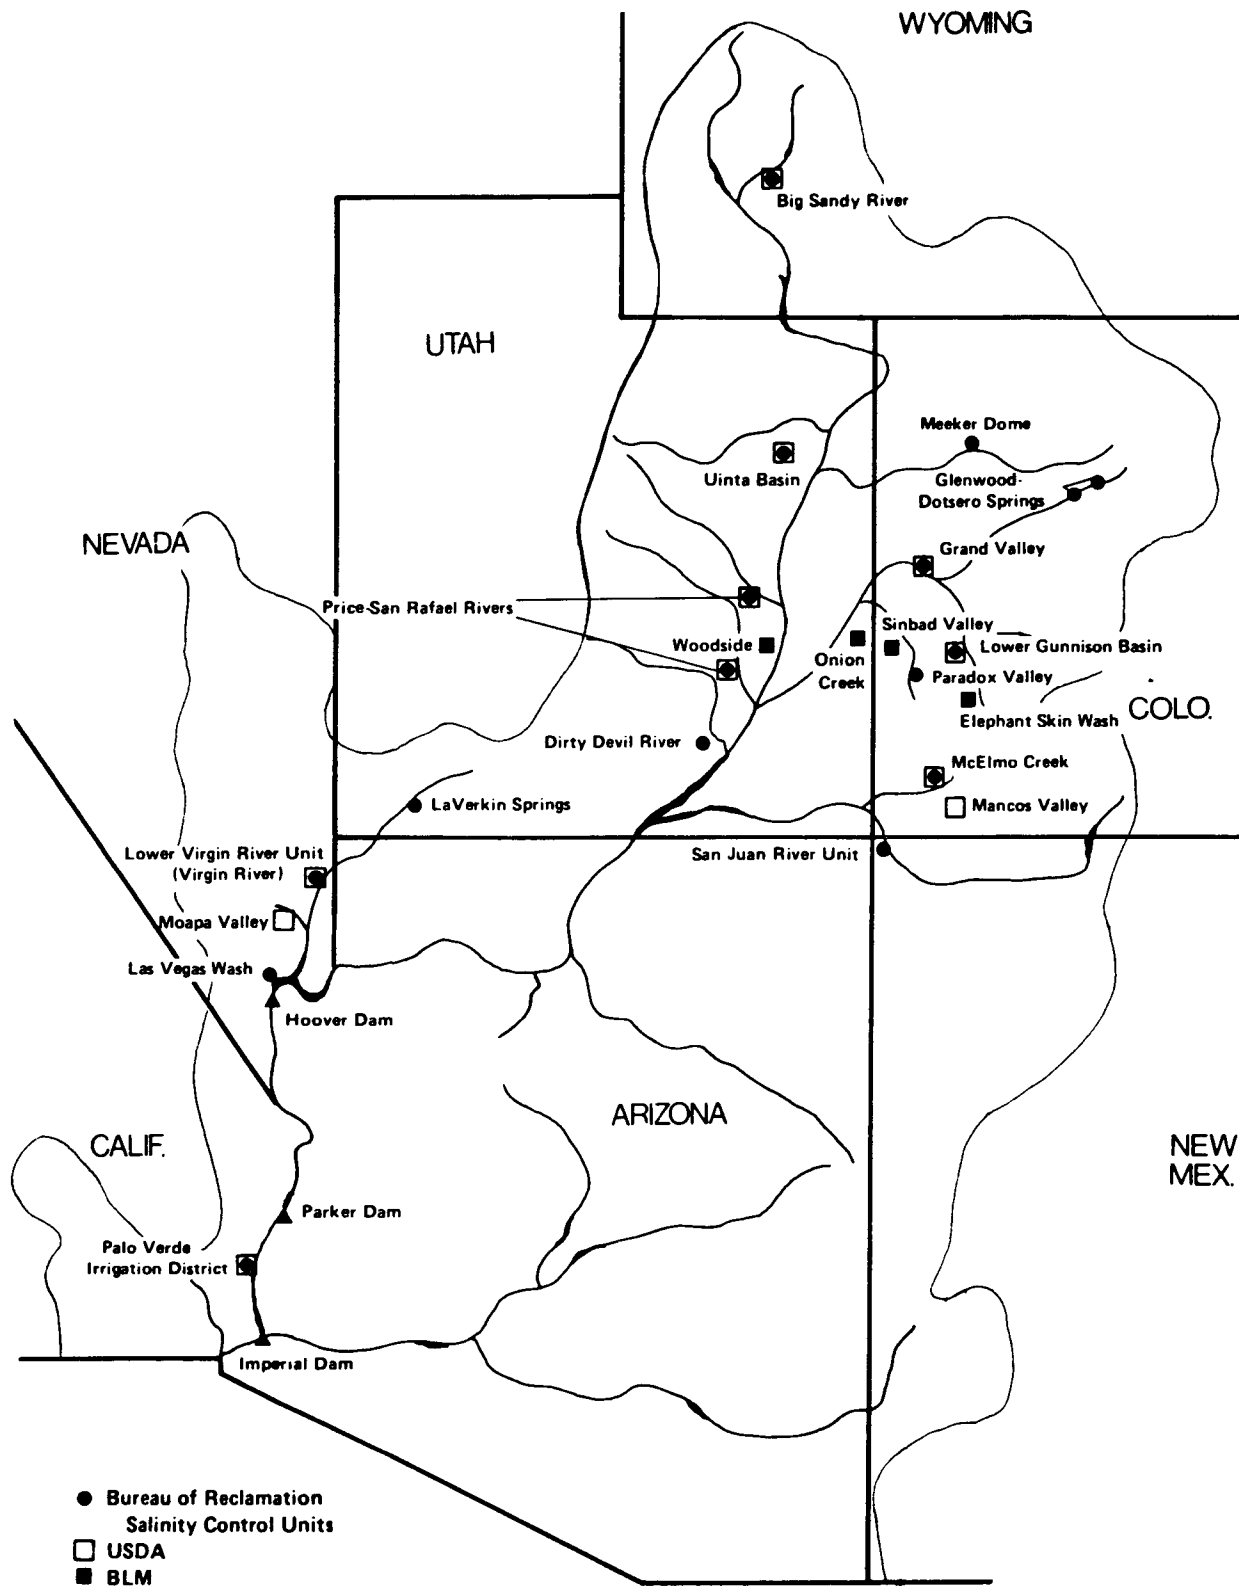 WYOMING
Big Sandy River
UTAH
Meeker Dome
Uinta Basin
Glenwood-
Dotsero Springs
NEVADA
Grand Valley
Price-San Rafael Rivers
Sinbad Valley
Woodside
Lower Gunnison Basin
Onion
Creek
Paradox Valley
COLO.
Elephant Skin Wash
Dirty Devil River
McElmo Creek
LaVerkin Springs
Mancos Valley
Lower Virgin River Unit
(Virgin River)
San Juan River Unit
Moapa Valley
Las Vegas Wash
Hoover Dam
ARIZONA
CALIF.
NEW
MEX.
Parker Dam
Palo Verde
Irrigation District
Imperial Dam
Bureau of Reclamation
Salinity Control Units
USDA
BLM